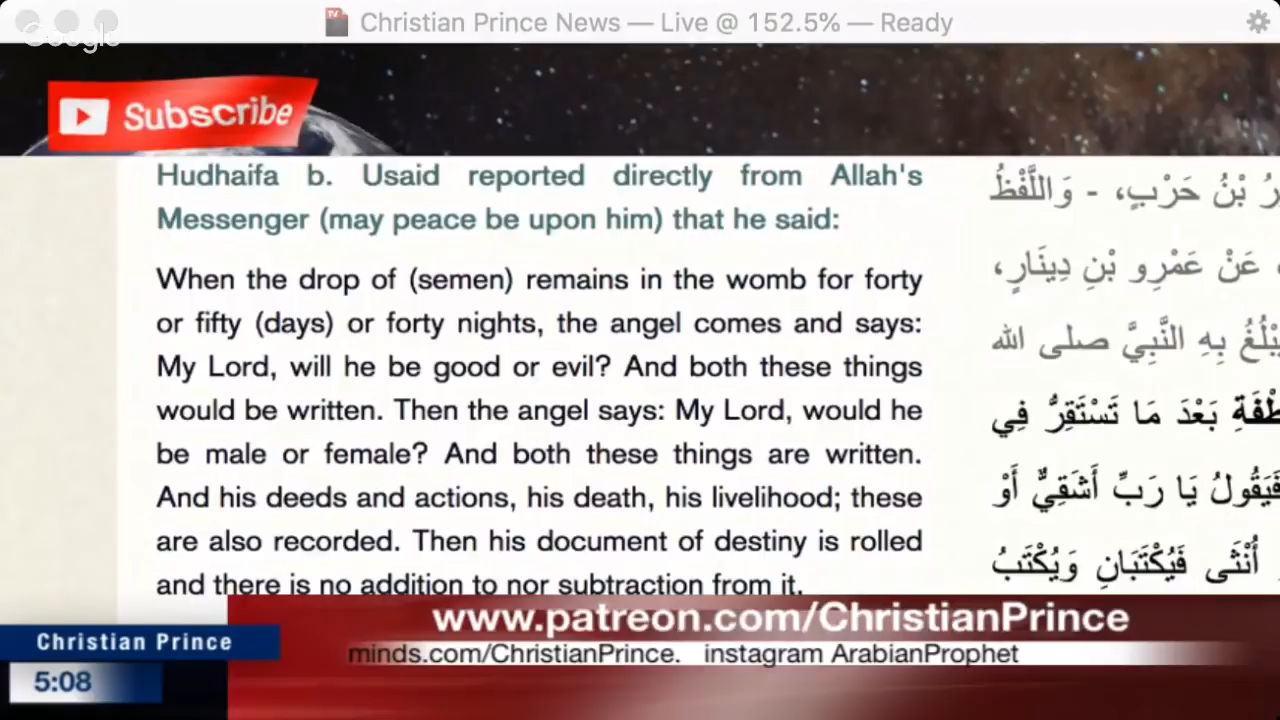 Christian Prince News — Live @ 152.5% — Ready
Google
TV
Subscribe
Hudhaifa b. Usaid reported directly from Allah's
Messenger (may peace be upon him) that he said:
When the drop of (semen) remains in the womb for forty
or fifty (days) or forty nights, the angel comes and says:
My Lord, will he be good or evil? And both these things
would be written. Then the angel says: My Lord, would he
be male or female? And both these things are written.
And his deeds and actions, his death, his livelihood; these
are also recorded. Then his document of destiny is rolled
and there is no addition to nor subtraction from it.
بْنُ حَرْبٍ، - وَاللَّفْظُ
عَنْ عَمْرِو بْنِ دِينَارٍ،
بِهِ النَّبِيَّ صلى الله
بَعْدَ مَا تَسْتَقِرُّ فِي
فَيَقُولُ يَا رَبِّ أَشَقِيٌّ أَوْ
أُنْثَى فَيُكْتَبَانِ وَيُكْتَبُ
www.patreon.com/ChristianPrince
Christian Prince
minds.com/ChristianPrince. instagram ArabianProphet
5:08